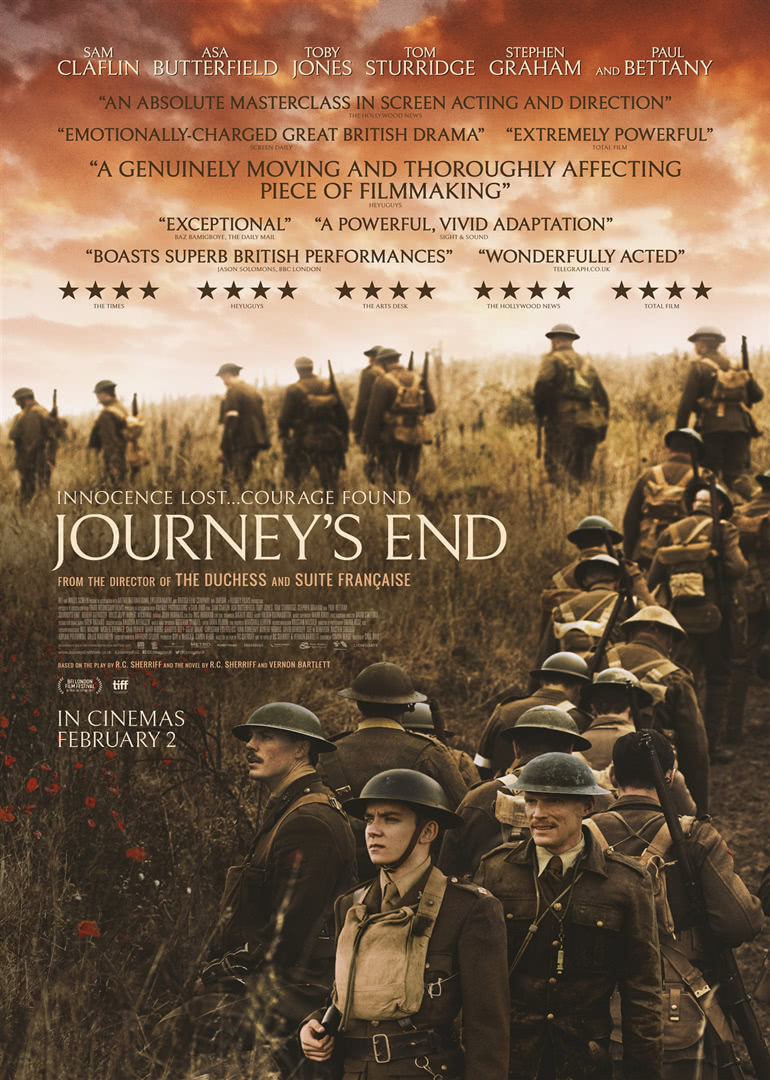 SAM CLAFLIN ASA BUTTERFIELD TOBY JONES TOM STURRIDGE STEPHEN GRAHAM AND PAUL BETTANY
“AN ABSOLUTE MASTERCLASS IN SCREEN ACTING AND DIRECTION”
THE HOLLYWOOD NEWS
“EMOTIONALLY-CHARGED GREAT BRITISH DRAMA” “EXTREMELY POWERFUL”
SCREEN DAILY TOTAL FILM
“A GENUINELY MOVING AND THOROUGHLY AFFECTING
PIECE OF FILMMAKING”
HEYUGUYS
“EXCEPTIONAL” “A POWERFUL, VIVID ADAPTATION”
BAZ BAMIGBOYE, THE DAILY MAIL SIGHT & SOUND
“BOASTS SUPERB BRITISH PERFORMANCES” “WONDERFULLY ACTED”
JASON SOLOMONS, BBC LONDON TELEGRAPH.CO.UK
★★★★ ★★★★ ★★★★ ★★★★ ★★★★
THE TIMES HEYUGUYS THE ARTS DESK THE HOLLYWOOD NEWS TOTAL FILM
INNOCENCE LOST...COURAGE FOUND
JOURNEY’S END
FROM THE DIRECTOR OF THE DUCHESS AND SUITE FRANÇAISE
BASED ON THE PLAY BY R.C. SHERRIFF AND THE NOVEL BY R.C. SHERRIFF AND VERNON BARTLETT
BFI LONDON
FILM FESTIVAL
tiff
IN CINEMAS
FEBRUARY 2